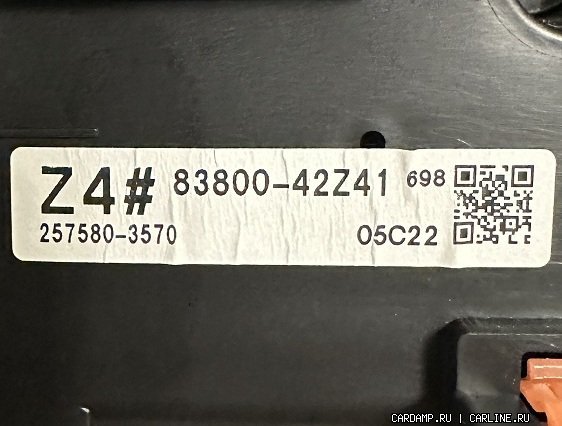 Z4# 83800-42Z41 698
257580-3570 05C22
CARDAMP.RU | CARLINE.RU